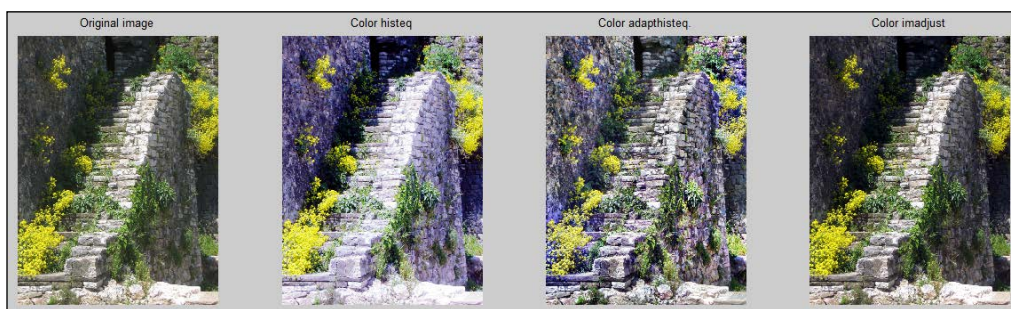 Original image
Color histeq
Color adapthisteq.
Color imadjust